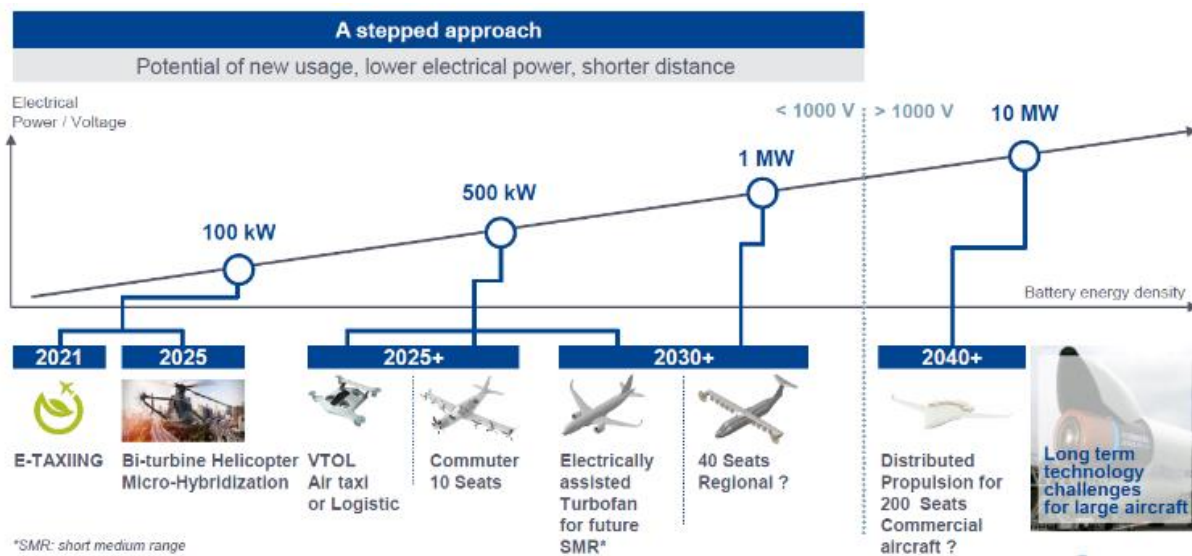 A stepped approach
Potential of new usage, lower electrical power, shorter distance
Electrical
Power / Voltage
< 1000 V
> 1000 V
10 MW
1 MW
500 kW
100 kW
Battery energy density
2021
2025
2025+
2030+
2040+
E-TAXIING
Bi-turbine Helicopter
Micro-Hybridization
VTOL
Air taxi
or Logistic
Commuter
10 Seats
Electrically
assisted
Turbofan
for future
SMR*
40 Seats
Regional ?
Distributed
Propulsion for
200 Seats
Commercial
aircraft ?
Long term
technology
challenges
for large aircraft
*SMR: short medium range